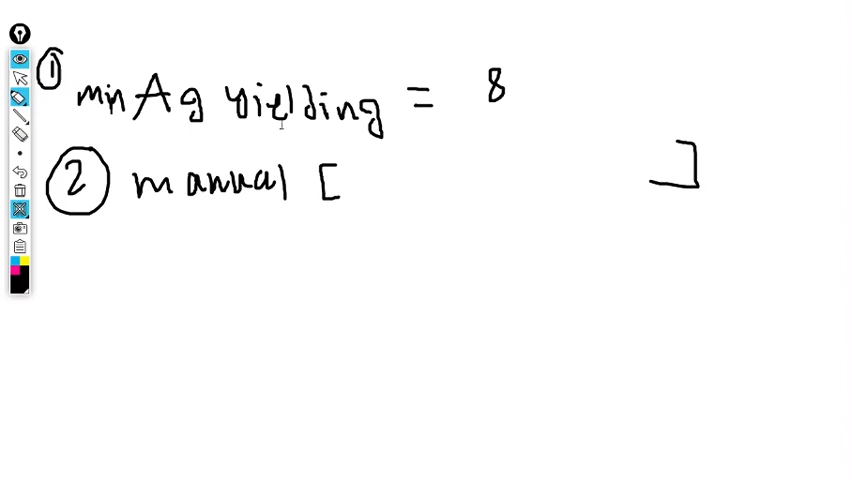 ① min Ag yielding = 8
② manual [ ]